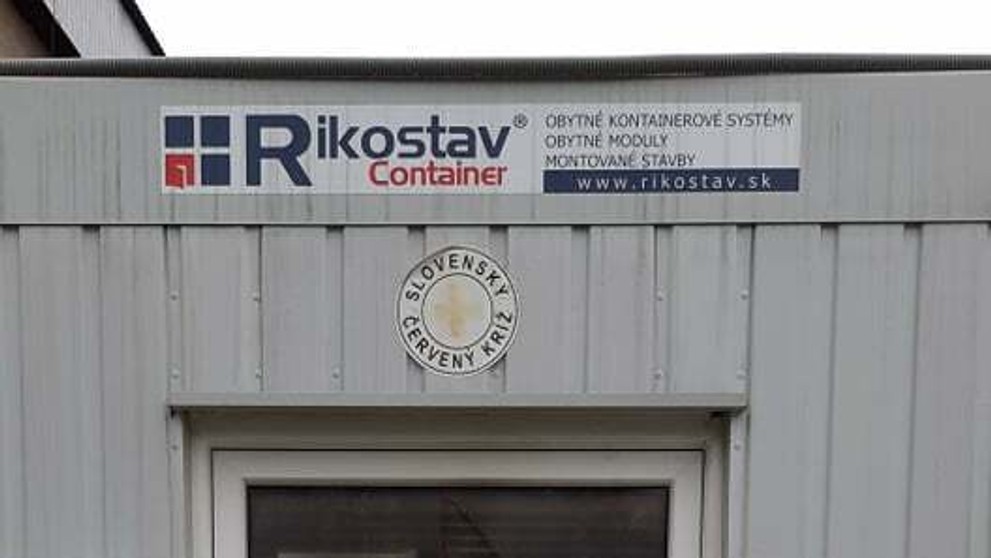 Rikostav®
Container
OBYTNÉ KONTAINEROVÉ SYSTÉMY
OBYTNÉ MODULY
MONTOVANÉ STAVBY
www.rikostav.sk
SLOVENSKÝ
ČERVENÝ KRÍŽ